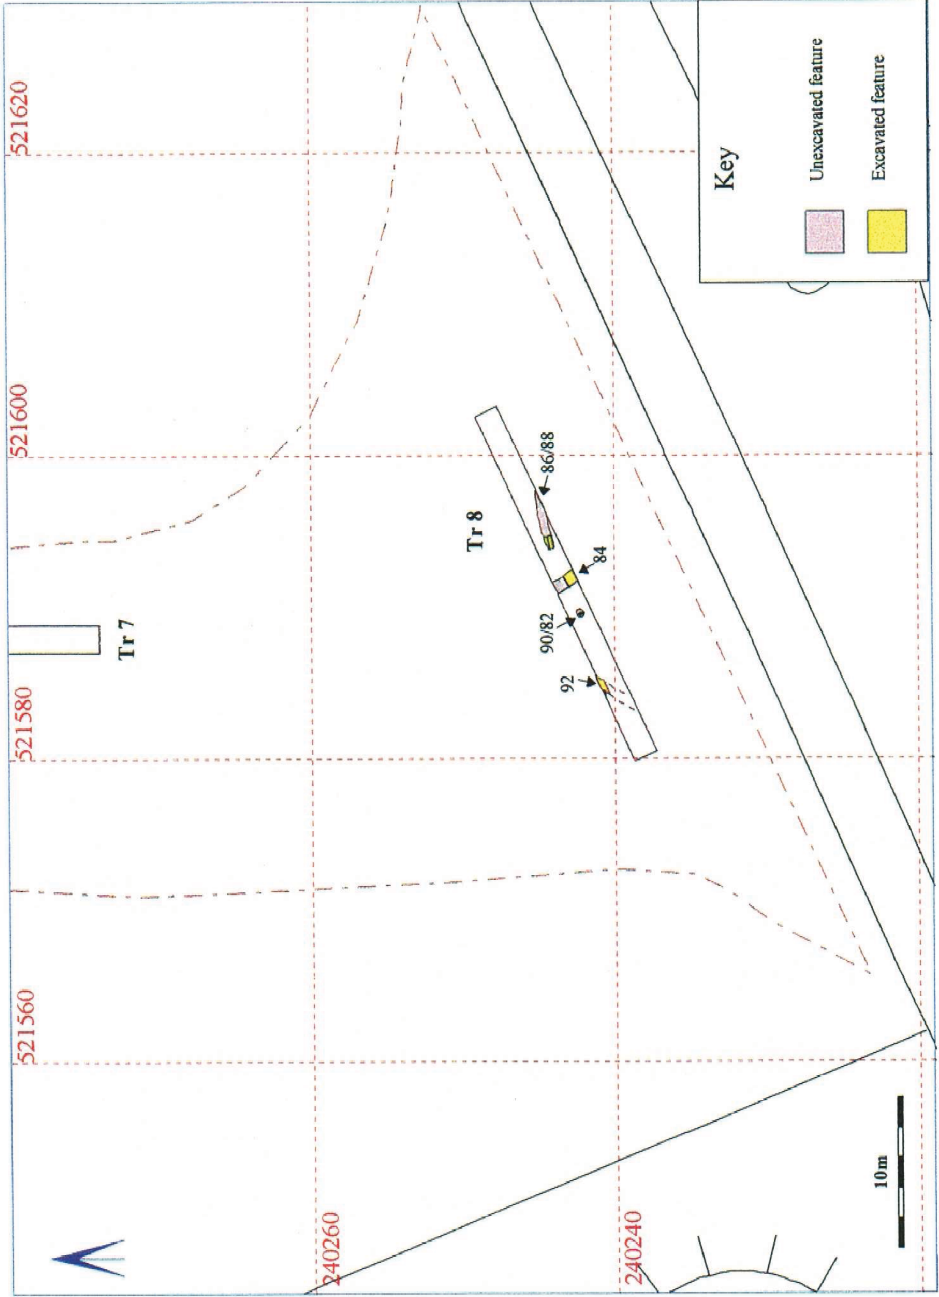 521560
521580
521600
521620
240260
240240
Tr 7
Tr 8
92
90/82
84
86/88
10m
Key
Unexcavated feature
Excavated feature